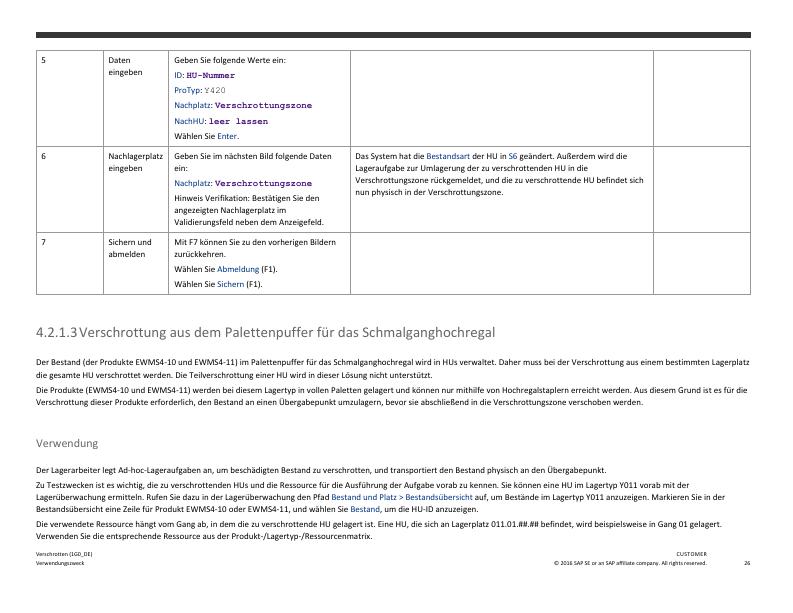 5
Daten
eingeben
Geben Sie folgende Werte ein:
ID: HU-Nummer
ProTyp: Y420
Nachplatz: Verschrottungszone
NachHU: leer lassen
Wählen Sie Enter.
6
Nachlagerplatz
eingeben
Geben Sie im nächsten Bild folgende Daten
ein:
Nachplatz: Verschrottungszone
Hinweis Verifikation: Bestätigen Sie den
angezeigten Nachlagerplatz im
Validierungsfeld neben dem Anzeigefeld.
Das System hat die Bestandsart der HU in S6 geändert. Außerdem wird die
Lageraufgabe zur Umlagerung der zu verschrottenden HU in die
Verschrottungszone rückgemeldet, und die zu verschrottende HU befindet sich
nun physisch in der Verschrottungszone.
7
Sichern und
abmelden
Mit F7 können Sie zu den vorherigen Bildern
zurückkehren.
Wählen Sie Abmeldung (F1).
Wählen Sie Sichern (F1).
4.2.1.3 Verschrottung aus dem Palettenpuffer für das Schmalganghochregal
Der Bestand (der Produkte EWMS4-10 und EWMS4-11) im Palettenpuffer für das Schmalganghochregal wird in HUs verwaltet. Daher muss bei der Verschrottung aus einem bestimmten Lagerplatz
die gesamte HU verschrottet werden. Die Teilverschrottung einer HU wird in dieser Lösung nicht unterstützt.
Die Produkte (EWMS4-10 und EWMS4-11) werden bei diesem Lagertyp in vollen Paletten gelagert und können nur mithilfe von Hochregalstaplern erreicht werden. Aus diesem Grund ist es für die
Verschrottung dieser Produkte erforderlich, den Bestand an einen Übergabepunkt umzulagern, bevor sie abschließend in die Verschrottungszone verschoben werden.
Verwendung
Der Lagerarbeiter legt Ad-hoc-Lageraufgaben an, um beschädigten Bestand zu verschrotten, und transportiert den Bestand physisch an den Übergabepunkt.
Zu Testzwecken ist es wichtig, die zu verschrottenden HUs und die Ressource für die Ausführung der Aufgabe vorab zu kennen. Sie können eine HU im Lagertyp Y011 vorab mit der
Lagerüberwachung ermitteln. Rufen Sie dazu in der Lagerüberwachung den Pfad Bestand und Platz > Bestandsübersicht auf, um Bestände im Lagertyp Y011 anzuzeigen. Markieren Sie in der
Bestandsübersicht eine Zeile für Produkt EWMS4-10 oder EWMS4-11, und wählen Sie Bestand, um die HU-ID anzuzeigen.
Die verwendete Ressource hängt vom Gang ab, in dem die zu verschrottende HU gelagert ist. Eine HU, die sich an Lagerplatz 011.01.##.## befindet, wird beispielsweise in Gang 01 gelagert.
Verwenden Sie die entsprechende Ressource aus der Produkt-/Lagertyp-/Ressourcenmatrix.
Verschrotten (1G0_DE)
Verwendungszweck
CUSTOMER
© 2016 SAP SE or an SAP affiliate company. All rights reserved.
26